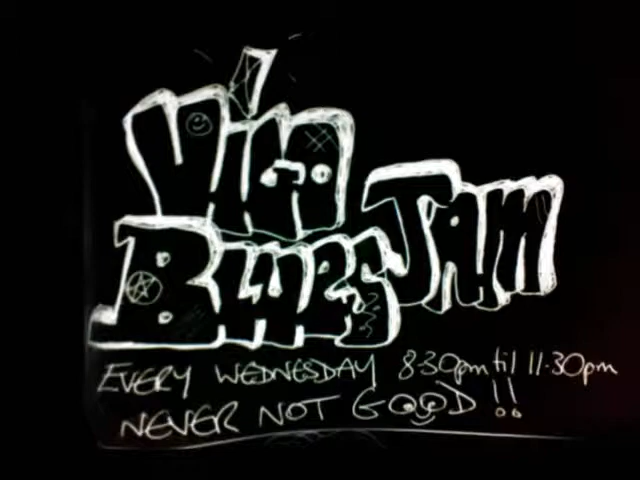 VIGO
BLUES JAM
EVERY WEDNESDAY 8.30pm til 11.30pm
NEVER NOT GOOD !!